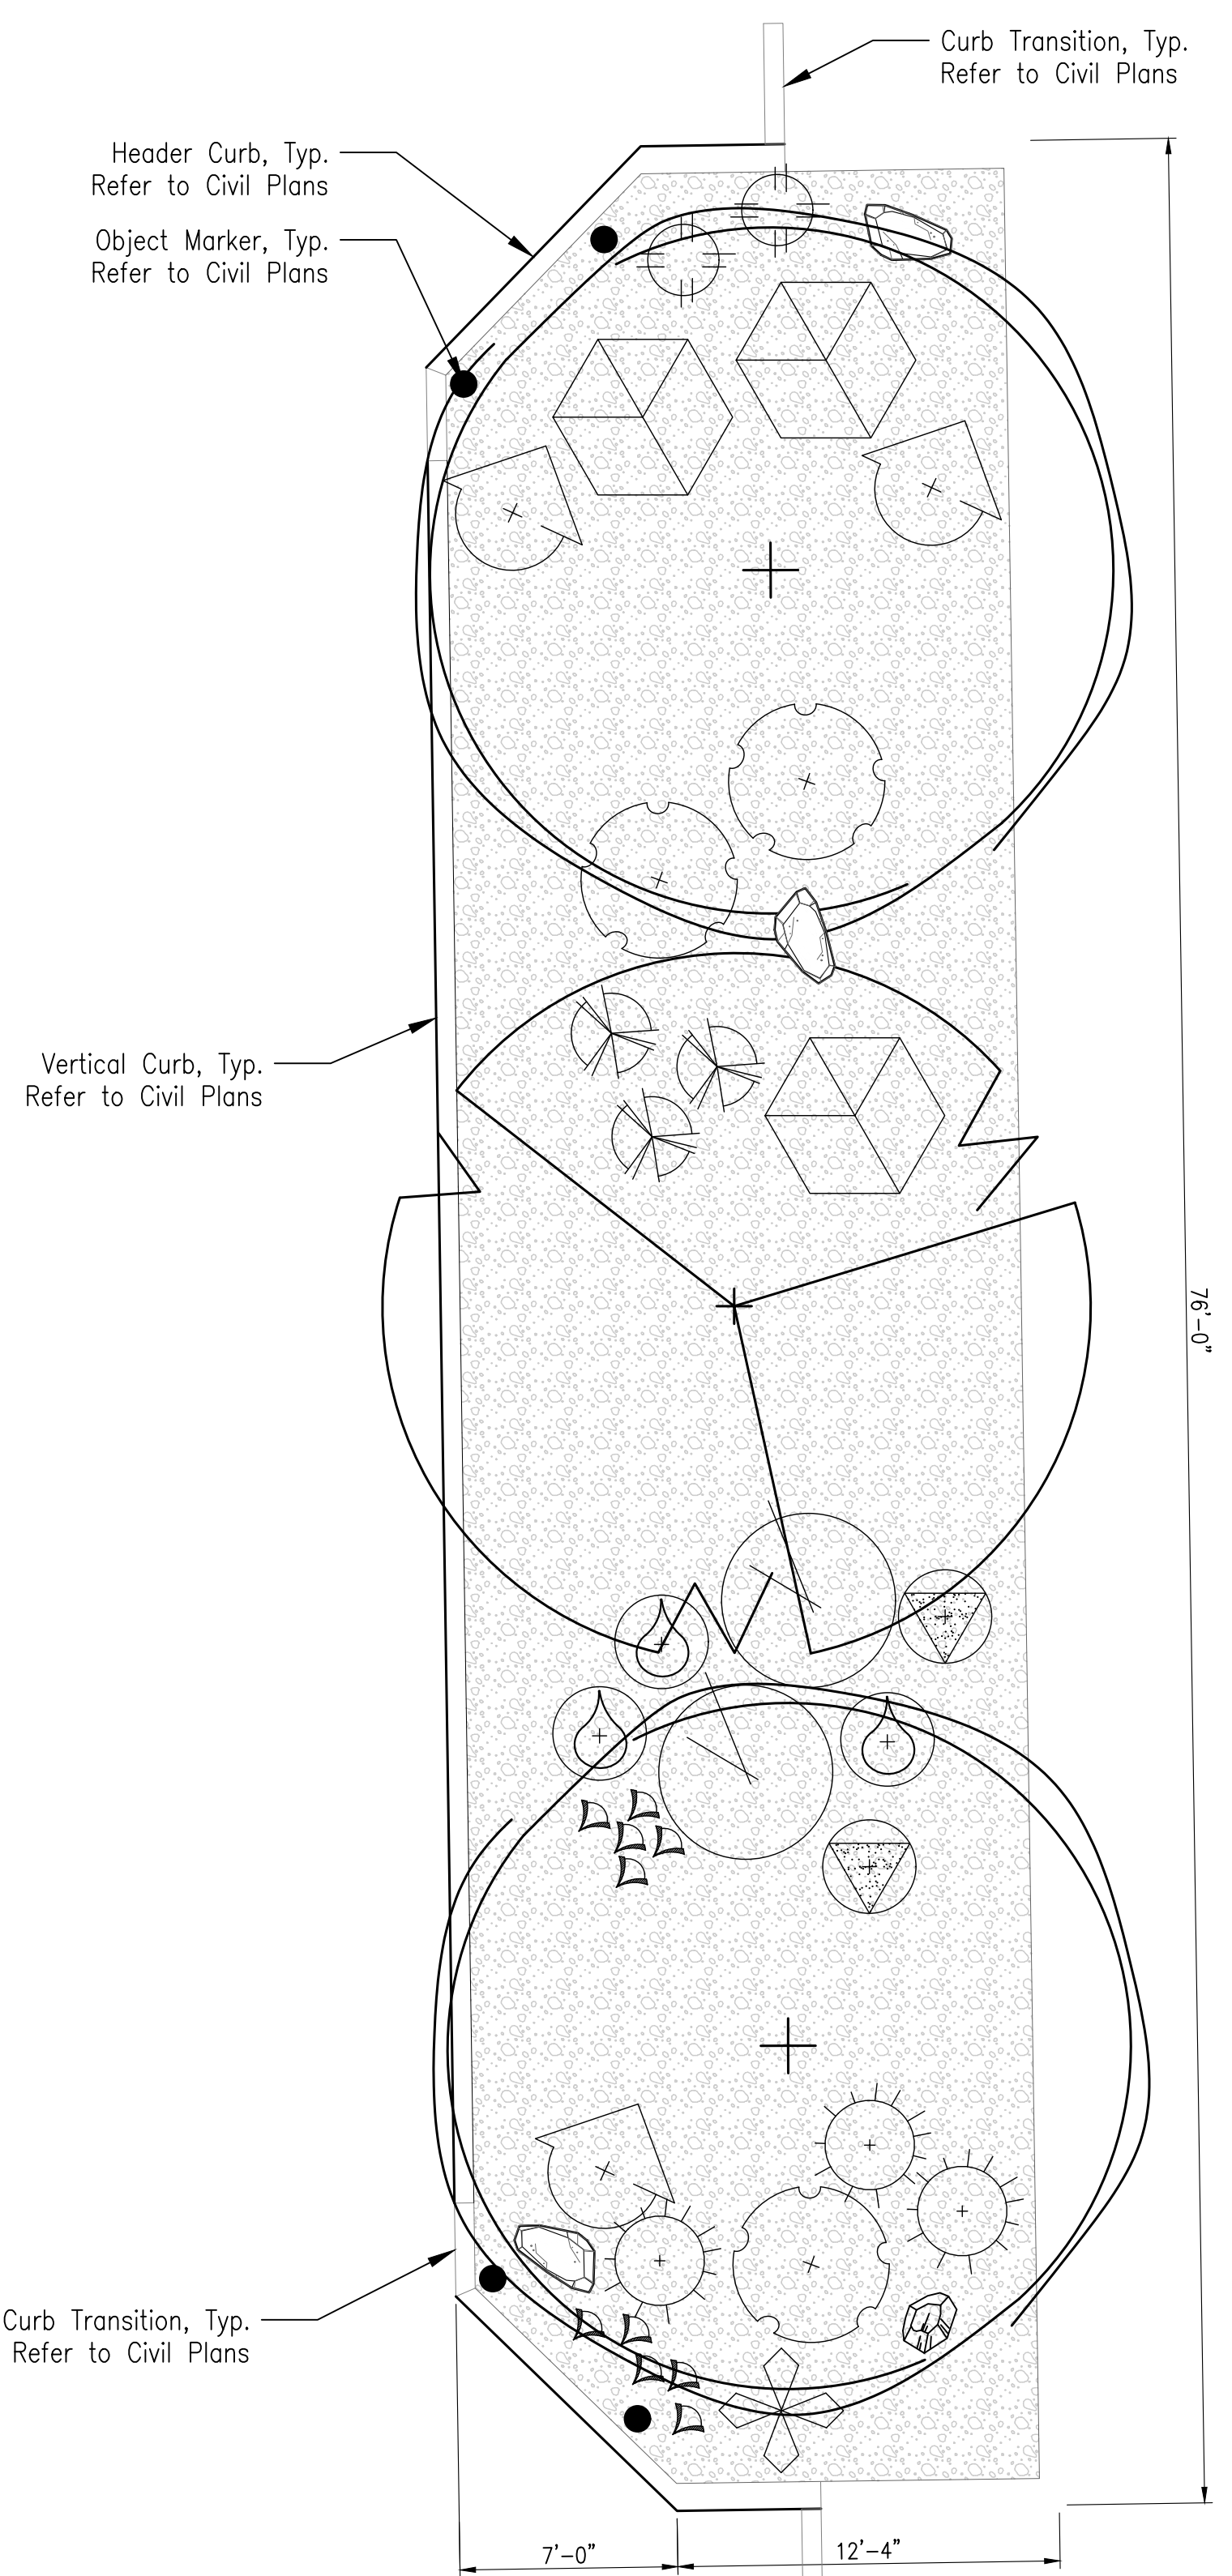 Curb Transition, Typ.
Refer to Civil Plans
Header Curb, Typ.
Refer to Civil Plans
Object Marker, Typ.
Refer to Civil Plans
Vertical Curb, Typ.
Refer to Civil Plans
76'-0"
Curb Transition, Typ.
Refer to Civil Plans
7'-0"
12'-4"